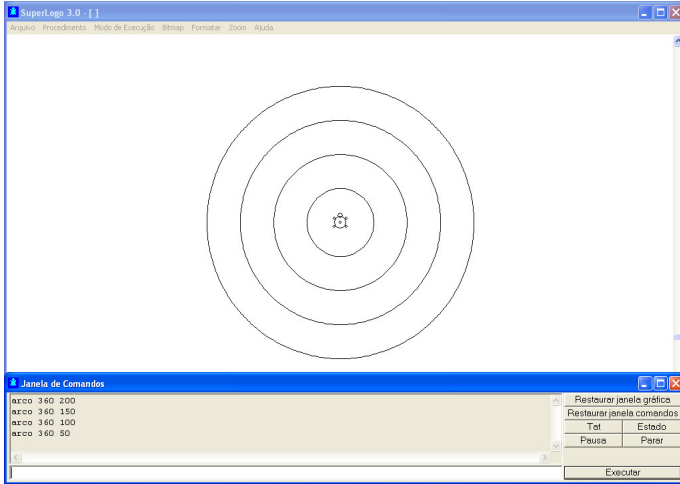 SuperLogo 3.0 - [ ]
Arquivo Procedimento Modo de Execução Bitmap Formatar Zoom Ajuda
Janela de Comandos
arco 360 200
arco 360 150
arco 360 100
arco 360 50
Restaurar janela gráfica
Restaurar janela comandos
Tat Estado
Pausa Parar
Executar